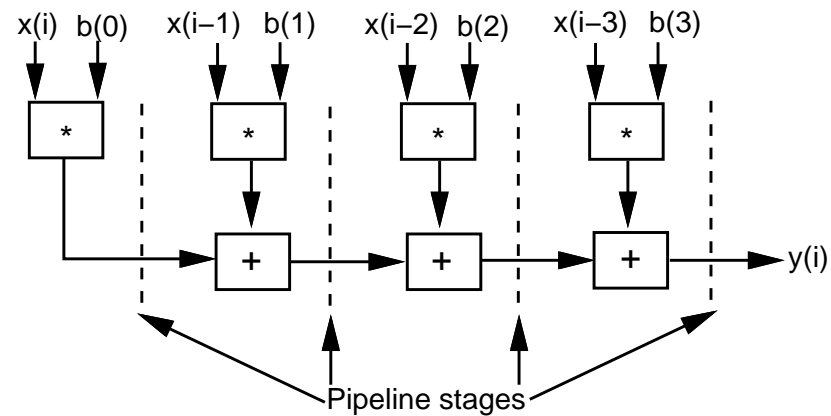 x(i) b(0) x(i−1) b(1) x(i−2) b(2) x(i−3) b(3)
* * * *
+ + + y(i)
Pipeline stages